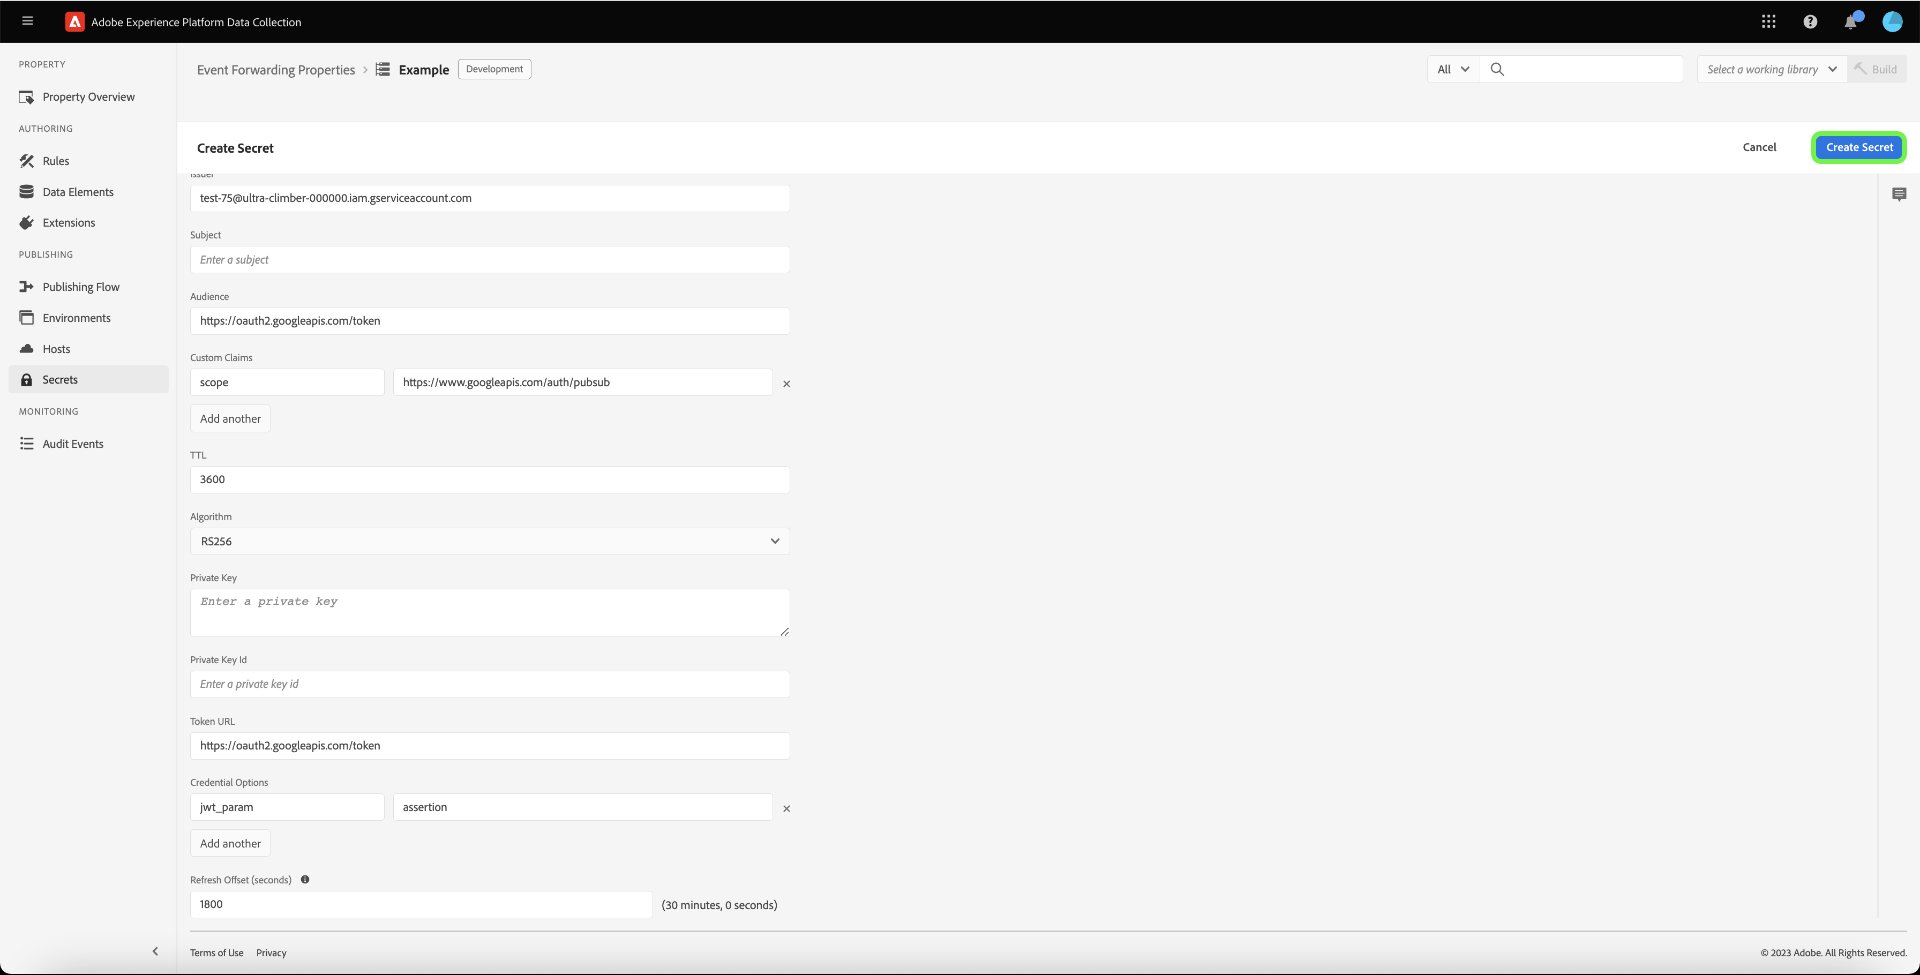 Adobe Experience Platform Data Collection
PROPERTY
Property Overview
AUTHORING
Rules
Data Elements
Extensions
PUBLISHING
Publishing Flow
Environments
Hosts
Secrets
MONITORING
Audit Events
Event Forwarding Properties > Example Development
All
Select a working library
Build
Create Secret
Cancel
Create Secret
Issuer
test-75@ultra-climber-000000.iam.gserviceaccount.com
Subject
Enter a subject
Audience
https://oauth2.googleapis.com/token
Custom Claims
scope https://www.googleapis.com/auth/pubsub ×
Add another
TTL
3600
Algorithm
RS256
Private Key
Enter a private key
Private Key Id
Enter a private key id
Token URL
https://oauth2.googleapis.com/token
Credential Options
jwt_param assertion ×
Add another
Refresh Offset (seconds)
1800 (30 minutes, 0 seconds)
Terms of Use Privacy
© 2023 Adobe. All Rights Reserved.